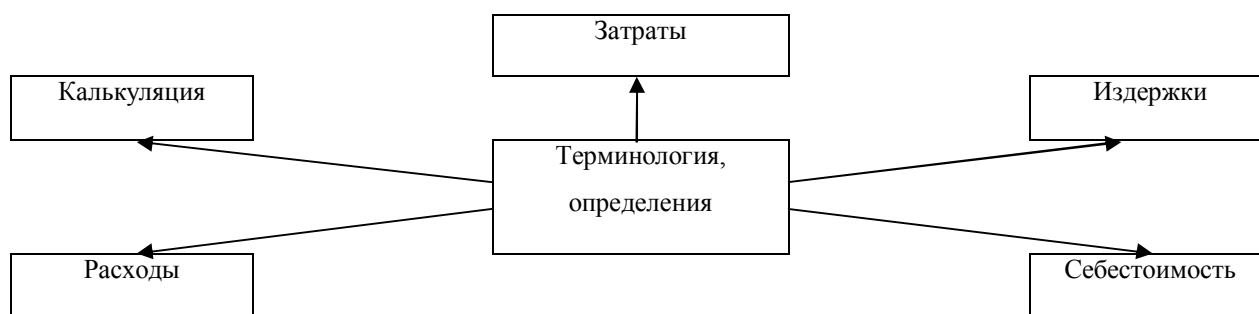 Затраты
Калькуляция
Издержки
Терминология,
определения
Расходы
Себестоимость